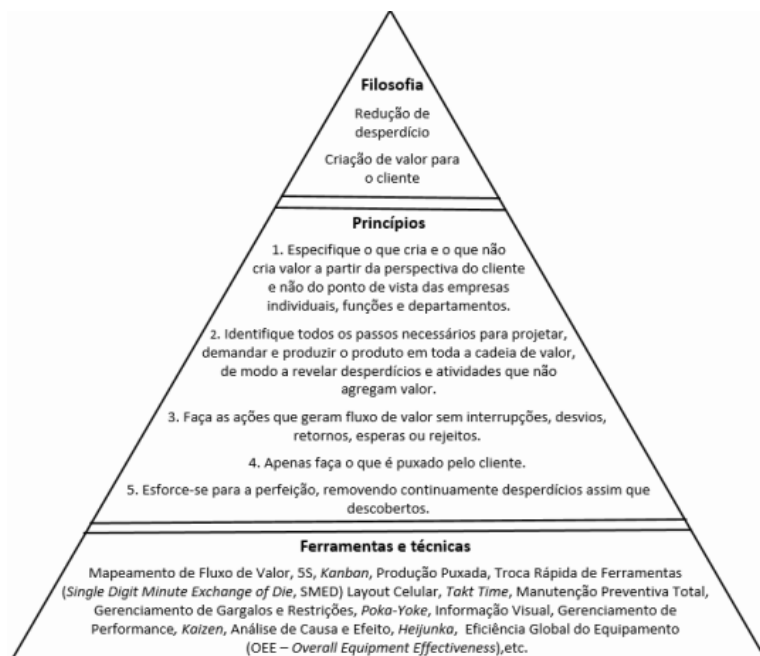 Filosofia
Redução de
desperdício
Criação de valor para
o cliente
Princípios
1. Especifique o que cria e o que não
cria valor a partir da perspectiva do cliente
e não do ponto de vista das empresas
individuais, funções e departamentos.
2. Identifique todos os passos necessários para projetar,
demandar e produzir o produto em toda a cadeia de valor,
de modo a revelar desperdícios e atividades que não
agregam valor.
3. Faça as ações que geram fluxo de valor sem interrupções, desvios,
retornos, esperas ou rejeitos.
4. Apenas faça o que é puxado pelo cliente.
5. Esforce-se para a perfeição, removendo continuamente desperdícios assim que
descobertos.
Ferramentas e técnicas
Mapeamento de Fluxo de Valor, 5S, Kanban, Produção Puxada, Troca Rápida de Ferramentas
(Single Digit Minute Exchange of Die, SMED) Layout Celular, Takt Time, Manutenção Preventiva Total,
Gerenciamento de Gargalos e Restrições, Poka-Yoke, Informação Visual, Gerenciamento de
Performance, Kaizen, Análise de Causa e Efeito, Heijunka, Eficiência Global do Equipamento
(OEE – Overall Equipment Effectiveness),etc.